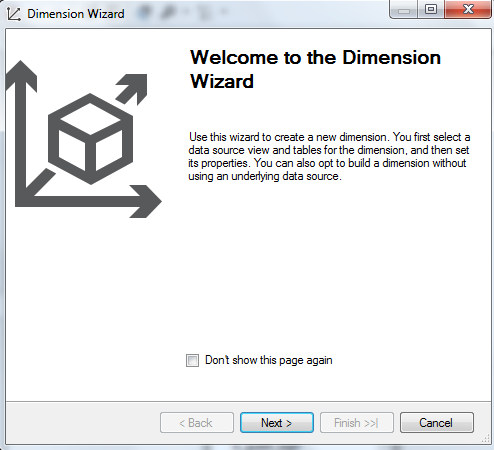 Dimension Wizard
Welcome to the Dimension
Wizard
Use this wizard to create a new dimension. You first select a
data source view and tables for the dimension, and then set
its properties. You can also opt to build a dimension without
using an underlying data source.
Don't show this page again
< Back
Next >
Finish >>|
Cancel